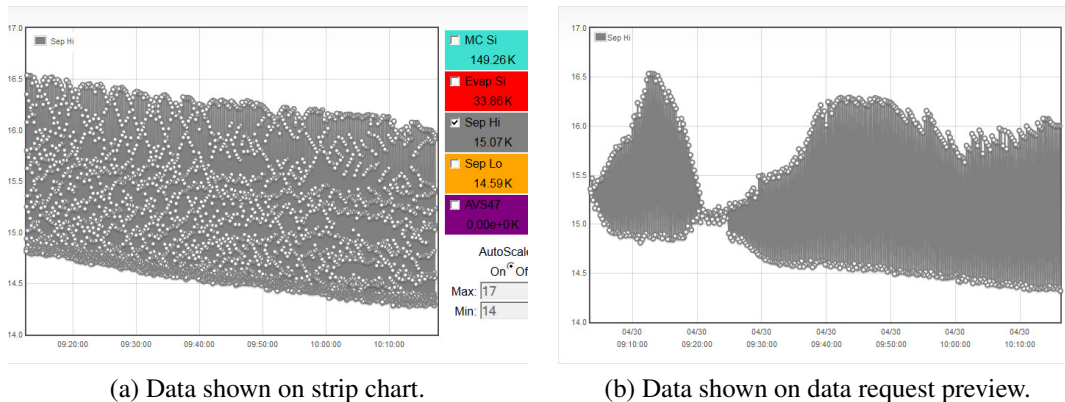 17.0
Sep Hi
16.5
16.0
15.5
15.0
14.5
14.0
09:20:00 09:30:00 09:40:00 09:50:00 10:00:00 10:10:00
MC Si
149.26 K
Evap Si
33.86 K
Sep Hi
15.07 K
Sep Lo
14.59 K
AVS47
0.00e+0 K
AutoScale
On Of
Max: 17
Min: 14
(a) Data shown on strip chart.
17.0
Sep Hi
16.5
16.0
15.5
15.0
14.5
14.0
04/30 04/30 04/30 04/30 04/30 04/30 04/30
09:10:00 09:20:00 09:30:00 09:40:00 09:50:00 10:00:00 10:10:00
(b) Data shown on data request preview.